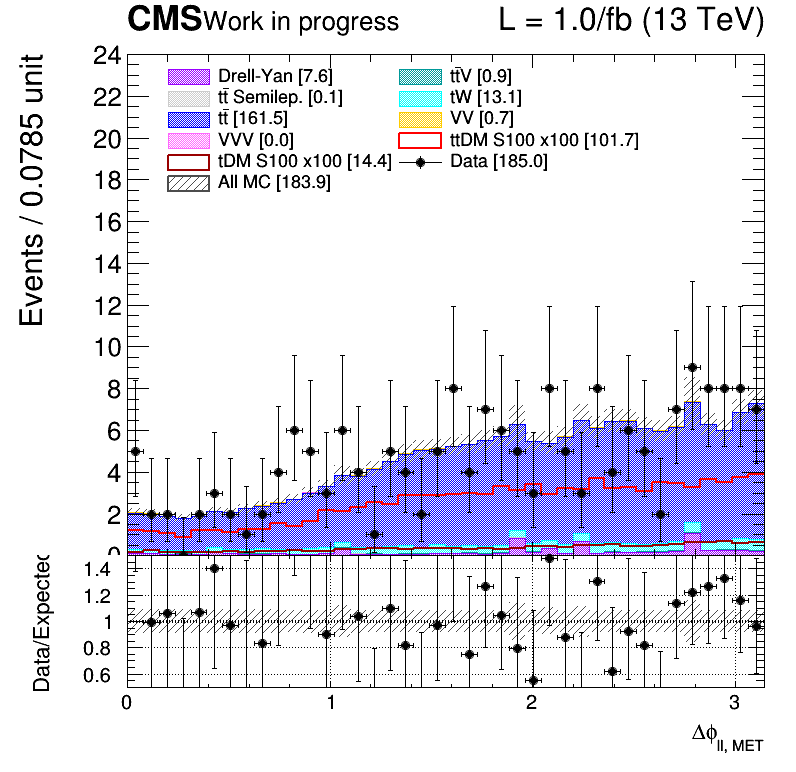 CMS Work in progress L = 1.0/fb (13 TeV)
Events / 0.0785 unit
24
22
20
18
16
14
12
10
8
6
4
2
0
Drell-Yan [7.6]
tt̄V [0.9]
tt̄ Semilep. [0.1]
tW [13.1]
tt̄ [161.5]
VV [0.7]
VVV [0.0]
ttDM S100 x100 [101.7]
tDM S100 x100 [14.4]
Data [185.0]
All MC [183.9]
Data/Expected
1.4
1.2
1
0.8
0.6
0 1 2 3
Δϕll, MET